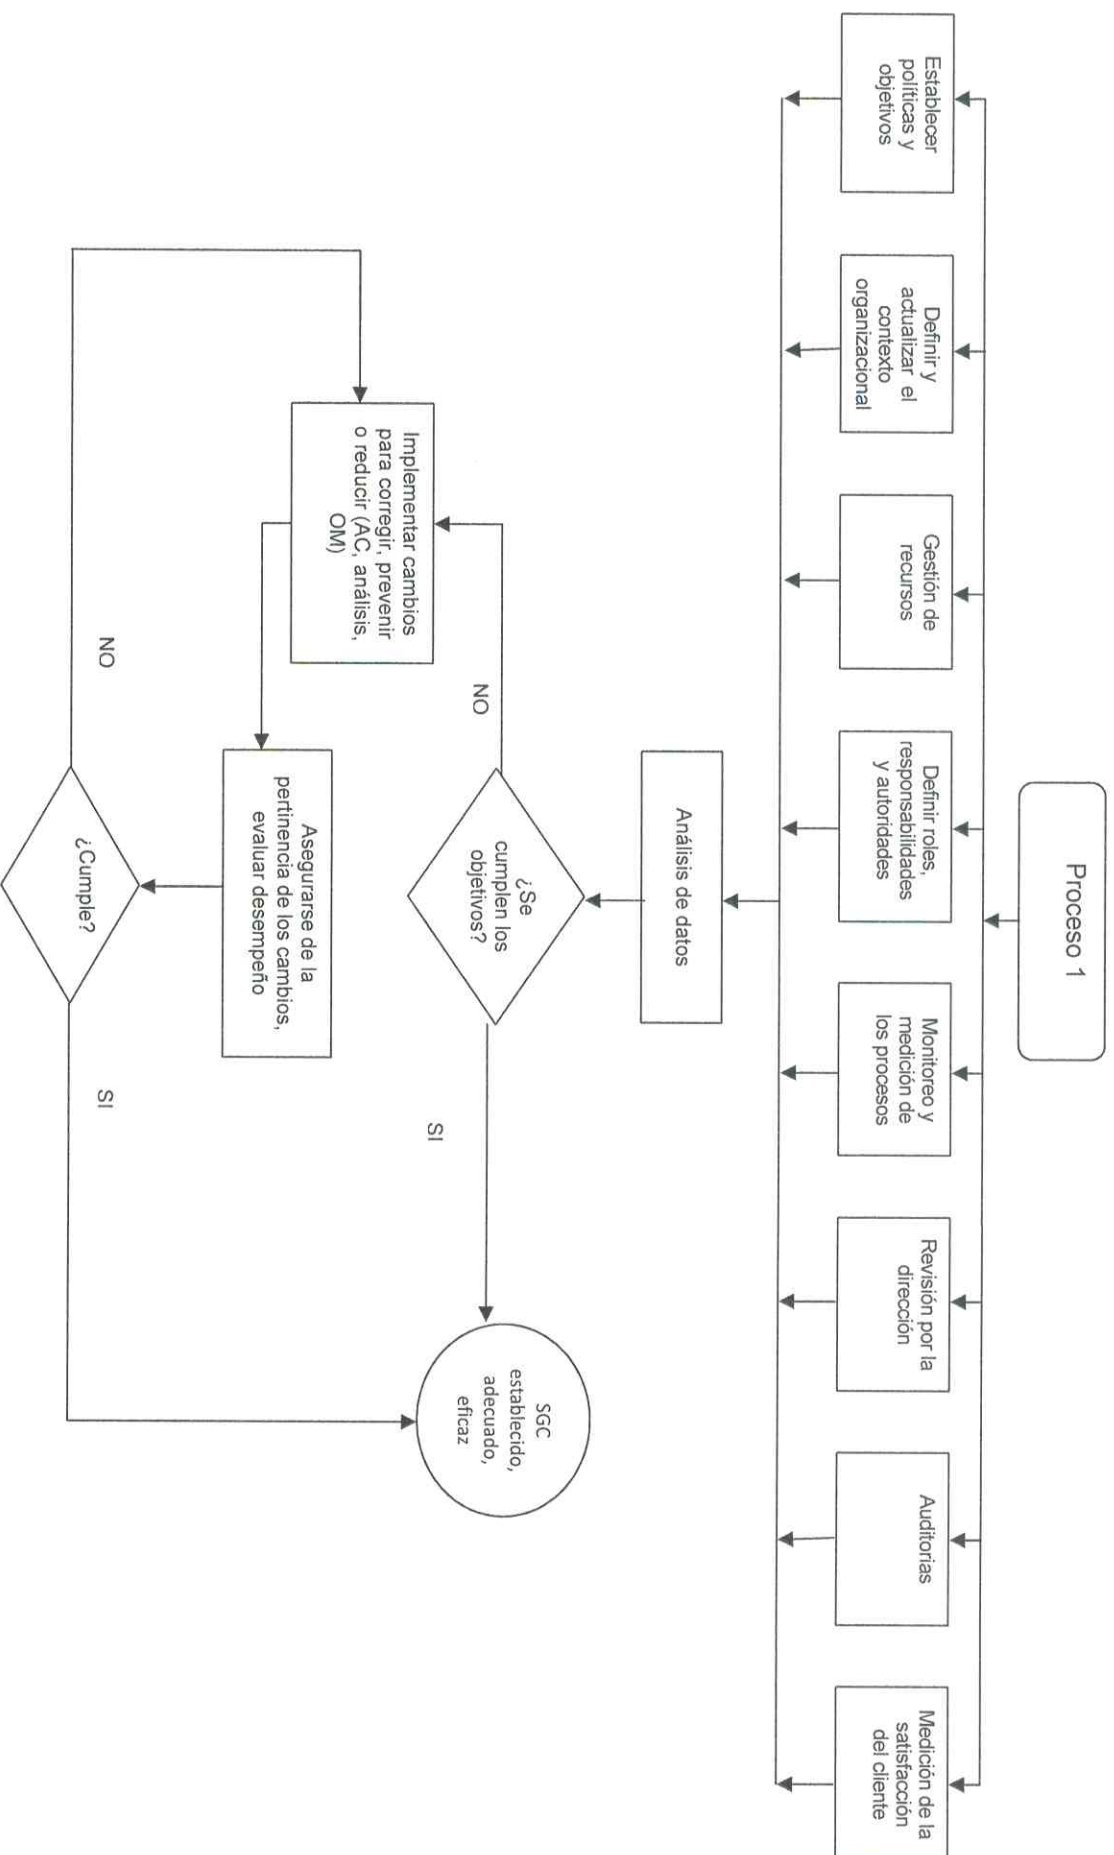 Proceso 1
Establecer
políticas y
objetivos
Definir y
actualizar el
contexto
organizacional
Gestión de
recursos
Definir roles,
responsabilidades
y autoridades
Monitoreo y
medición de
los procesos
Revisión por la
dirección
Auditorias
Medición de la
satisfacción
del cliente
Análisis de datos
¿Se
cumplen los
objetivos?
NO
SI
Implementar cambios
para corregir, prevenir
o reducir (AC, análisis,
OM)
SGC
establecido,
adecuado,
eficaz
Asegurarse de la
pertinencia de los cambios,
evaluar desempeño
¿Cumple?
NO
SI